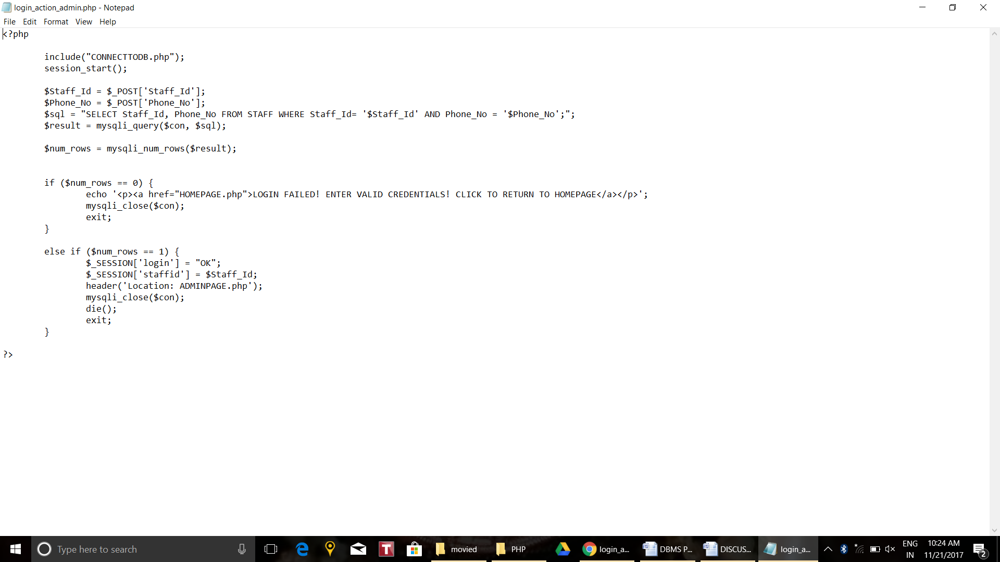 login_action_admin.php - Notepad
File Edit Format View Help
<?php
include("CONNECTTODB.php");
session_start();
$Staff_Id = $_POST['Staff_Id'];
$Phone_No = $_POST['Phone_No'];
$sql = "SELECT Staff_Id, Phone_No FROM STAFF WHERE Staff_Id= '$Staff_Id' AND Phone_No = '$Phone_No';";
$result = mysqli_query($con, $sql);
$num_rows = mysqli_num_rows($result);
if ($num_rows == 0) {
echo '<p><a href="HOMEPAGE.php">LOGIN FAILED! ENTER VALID CREDENTIALS! CLICK TO RETURN TO HOMEPAGE</a></p>';
mysqli_close($con);
exit;
}
else if ($num_rows == 1) {
$_SESSION['login'] = "OK";
$_SESSION['staffid'] = $Staff_Id;
header('Location: ADMINPAGE.php');
mysqli_close($con);
die();
exit;
}
?>
Type here to search T movied PHP login_a... DBMS P... DISCUS... login_a... ENG 10:24 AM
IN 11/21/2017 2